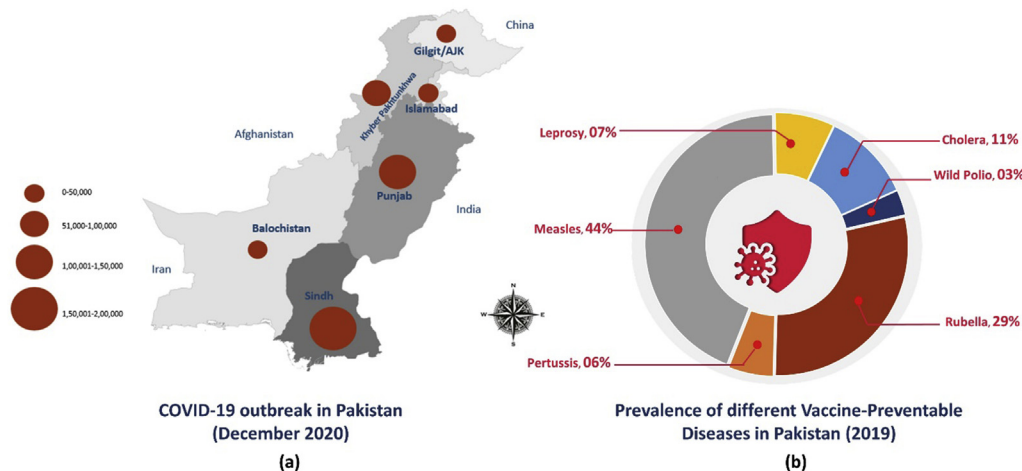 China
Gilgit/AJK
Khyber Pakhtunkhwa
Islamabad
Afghanistan
Punjab
India
Balochistan
Iran
Sindh
0-50,000
51,000-1,00,000
1,00,001-1,50,000
1,50,001-2,00,000
N
W
E
S
COVID-19 outbreak in Pakistan
(December 2020)
(a)
Leprosy, 07%
Cholera, 11%
Wild Polio, 03%
Measles, 44%
Rubella, 29%
Pertussis, 06%
Prevalence of different Vaccine-Preventable
Diseases in Pakistan (2019)
(b)